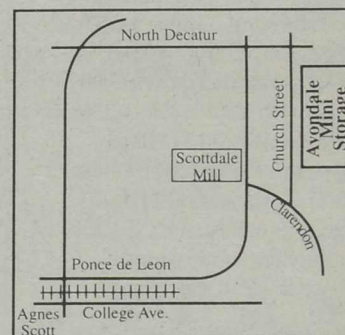 North Decatur
Church Street
Avondale
Mini
Storage
Scottdale
Mill
Clarendon
Ponce de Leon
Agnes
Scott
College Ave.